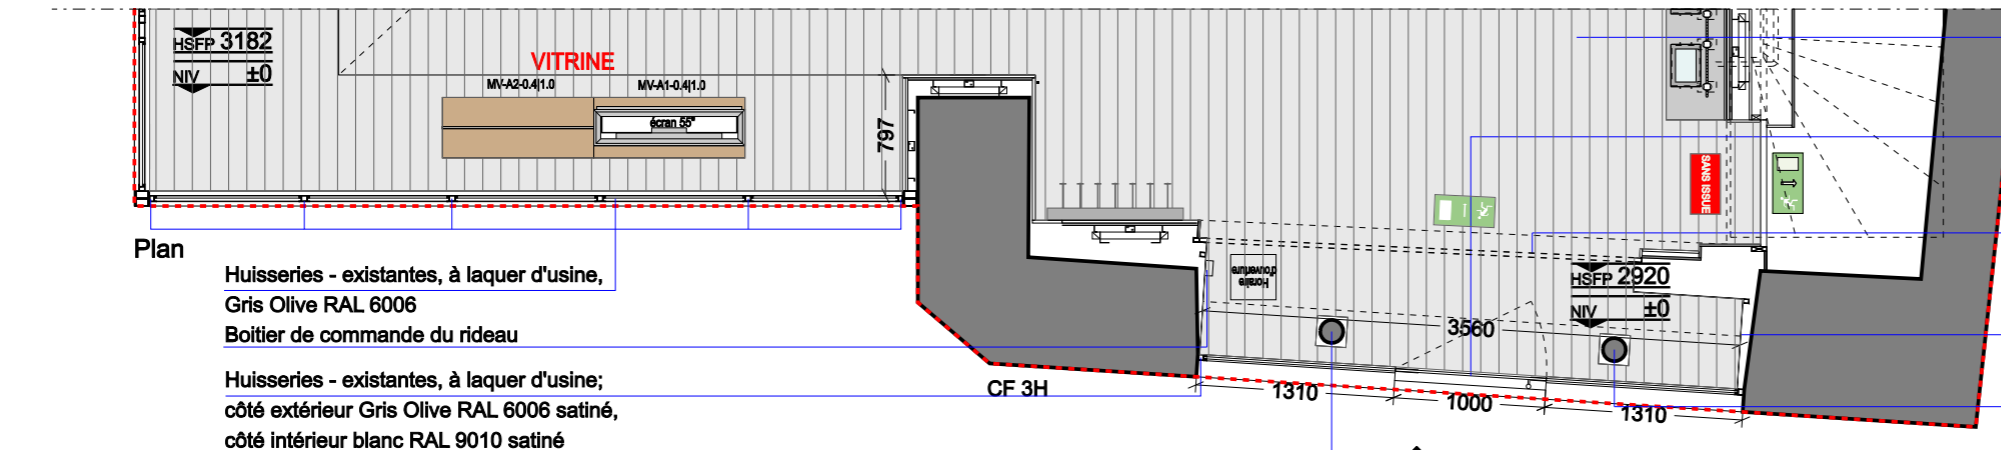 HSFP 3182
NIV ±0
VITRINE
MV-A2-0.4|1.0
MV-A1-0.4|1.0
écran 55"
797
SANS ISSUE
Horaire
d'ouverture
HSFP 2920
NIV ±0
3560
Plan
Huisseries - existantes, à laquer d'usine,
Gris Olive RAL 6006
Boitier de commande du rideau
Huisseries - existantes, à laquer d'usine;
côté extérieur Gris Olive RAL 6006 satiné,
côté intérieur blanc RAL 9010 satiné
CF 3H
1310
1000
1310